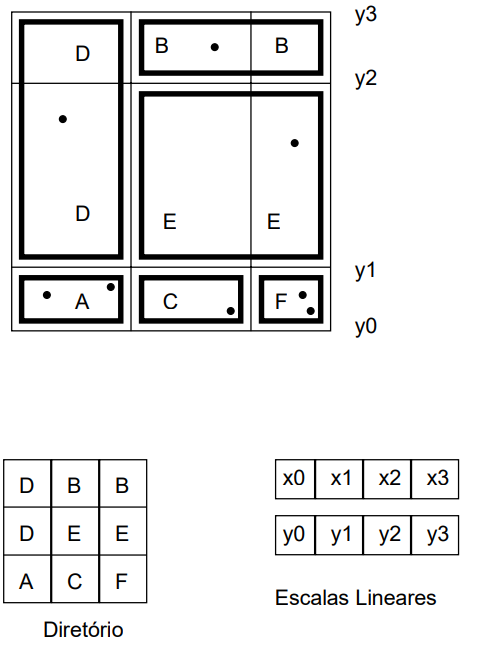 y3
D B B
y2
D E E
y1
A C F
y0
D B B
D E E
A C F
Diretório
x0 x1 x2 x3
y0 y1 y2 y3
Escalas Lineares